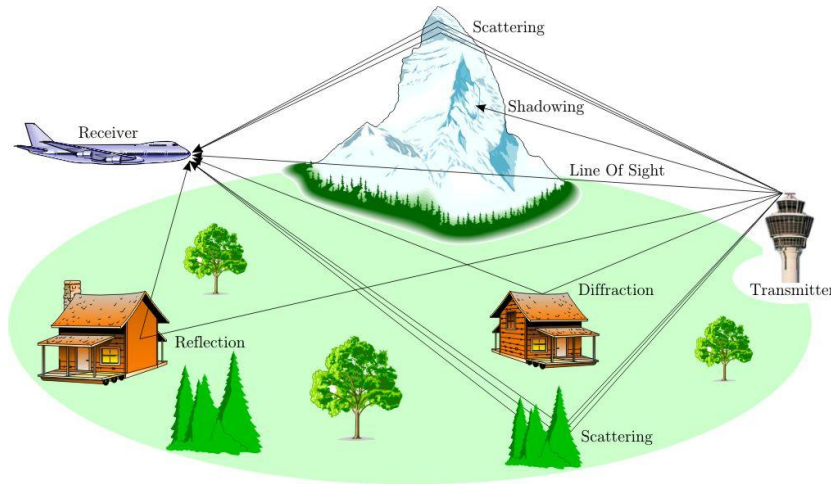 Scattering
Shadowing
Receiver
Line Of Sight
Diffraction
Transmitter
Reflection
Scattering